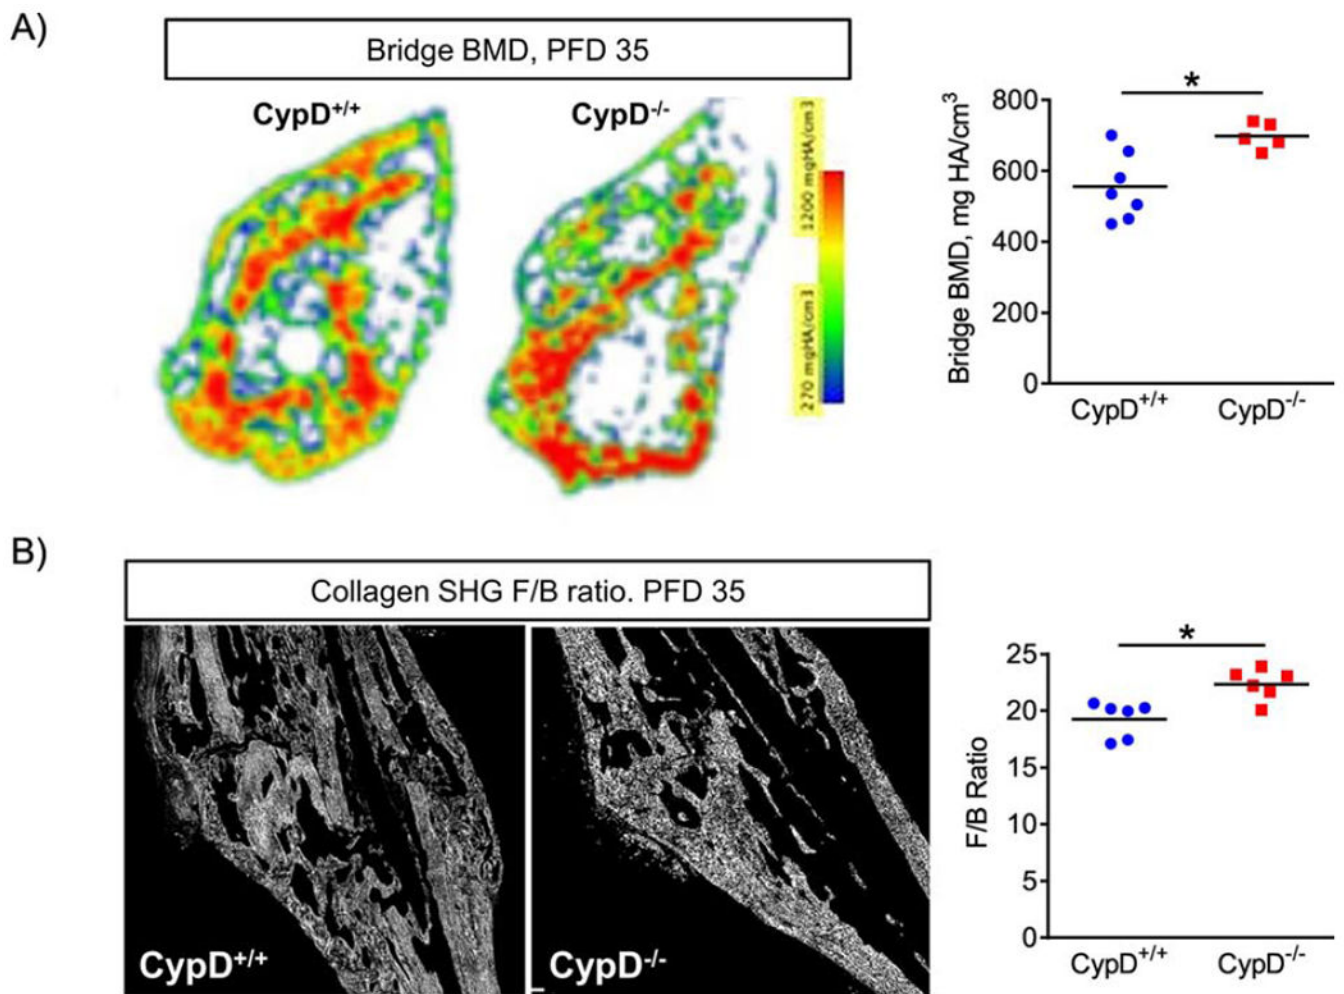 A)
Bridge BMD, PFD 35
CypD+/+
CypD-/-
1200 mgHA/cm3
270 mgHA/cm3
*
Bridge BMD, mg HA/cm3
800
600
400
200
0
CypD+/+
CypD-/-
B)
Collagen SHG F/B ratio. PFD 35
CypD+/+
CypD-/-
*
F/B Ratio
25
20
15
10
5
0
CypD+/+
CypD-/-